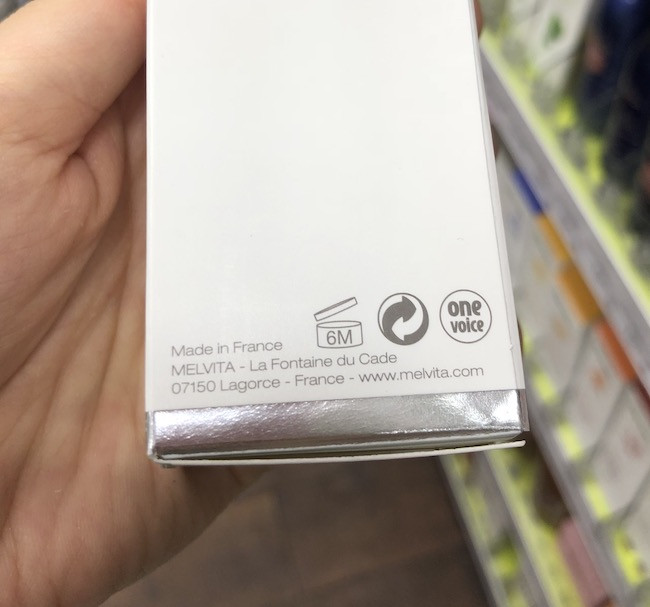 6M
one
voice
Made in France
MELVITA - La Fontaine du Cade
07150 Lagorce - France - www.melvita.com